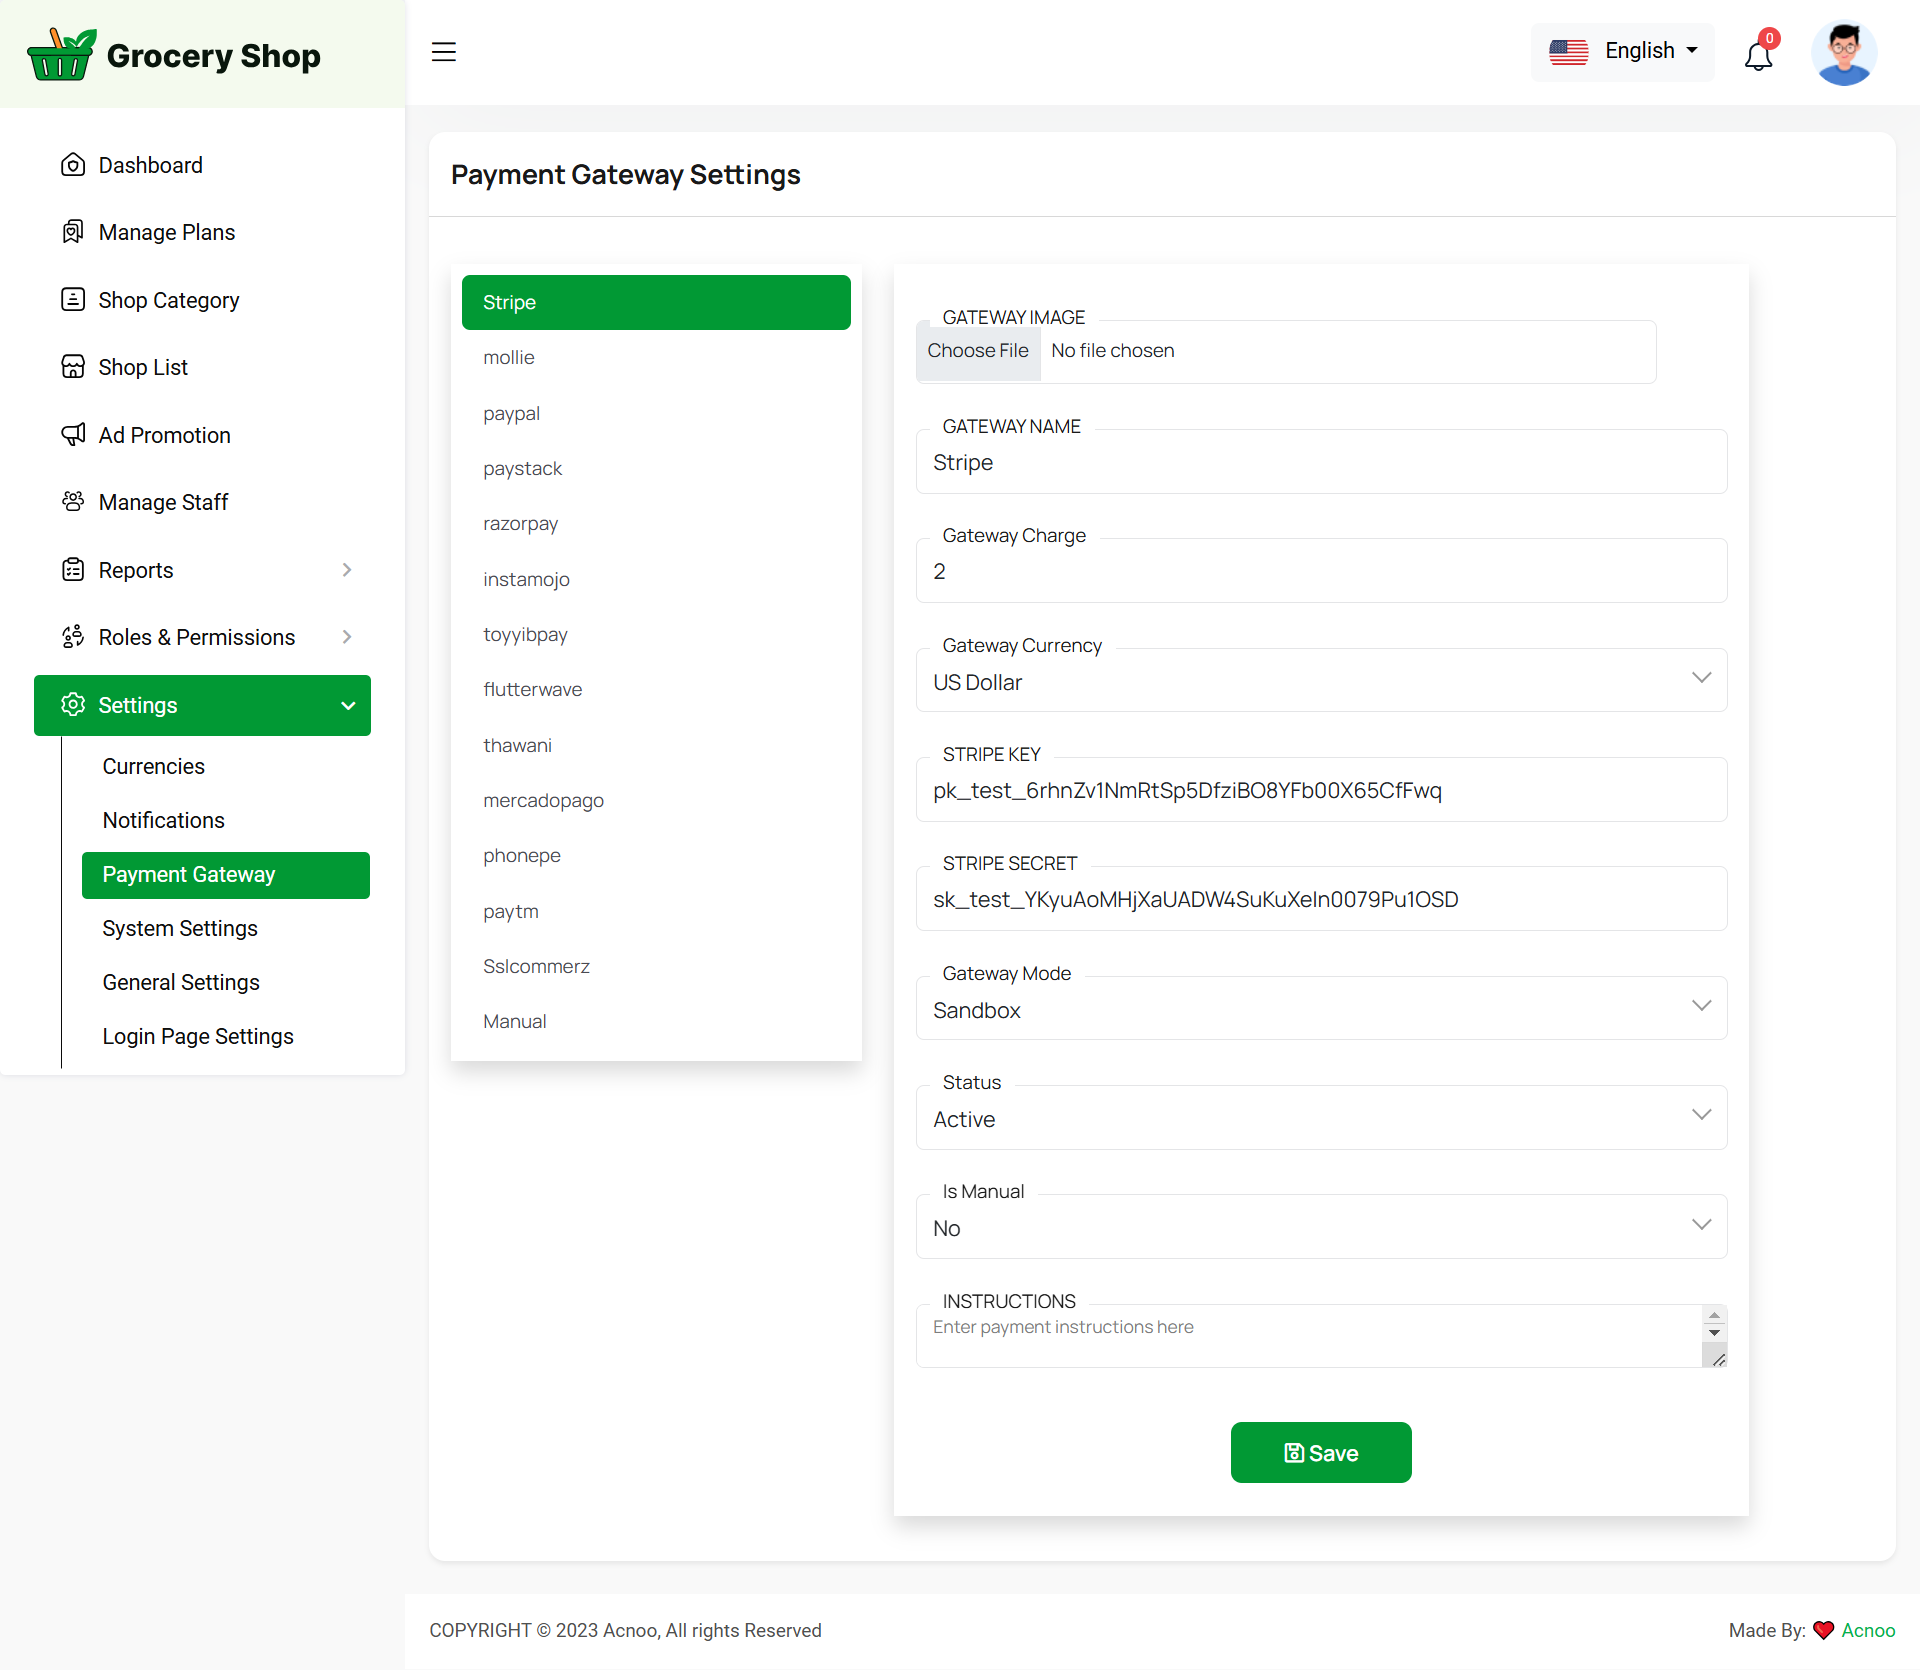 Grocery Shop
English
0
Dashboard
Manage Plans
Shop Category
Shop List
Ad Promotion
Manage Staff
Reports
Roles & Permissions
Settings
Currencies
Notifications
Payment Gateway
System Settings
General Settings
Login Page Settings
Payment Gateway Settings
Stripe
mollie
paypal
paystack
razorpay
instamojo
toyyibpay
flutterwave
thawani
mercadopago
phonepe
paytm
Sslcommerz
Manual
GATEWAY IMAGE
Choose File No file chosen
GATEWAY NAME
Stripe
Gateway Charge
2
Gateway Currency
US Dollar
STRIPE KEY
pk_test_6rhnZv1NmRtSp5DfziBO8YFb00X65CfFwq
STRIPE SECRET
sk_test_YKyuAoMHjXaUADW4SuKuXeIn0079Pu1OSD
Gateway Mode
Sandbox
Status
Active
Is Manual
No
INSTRUCTIONS
Enter payment instructions here
Save
COPYRIGHT © 2023 Acnoo, All rights Reserved
Made By: ❤ Acnoo